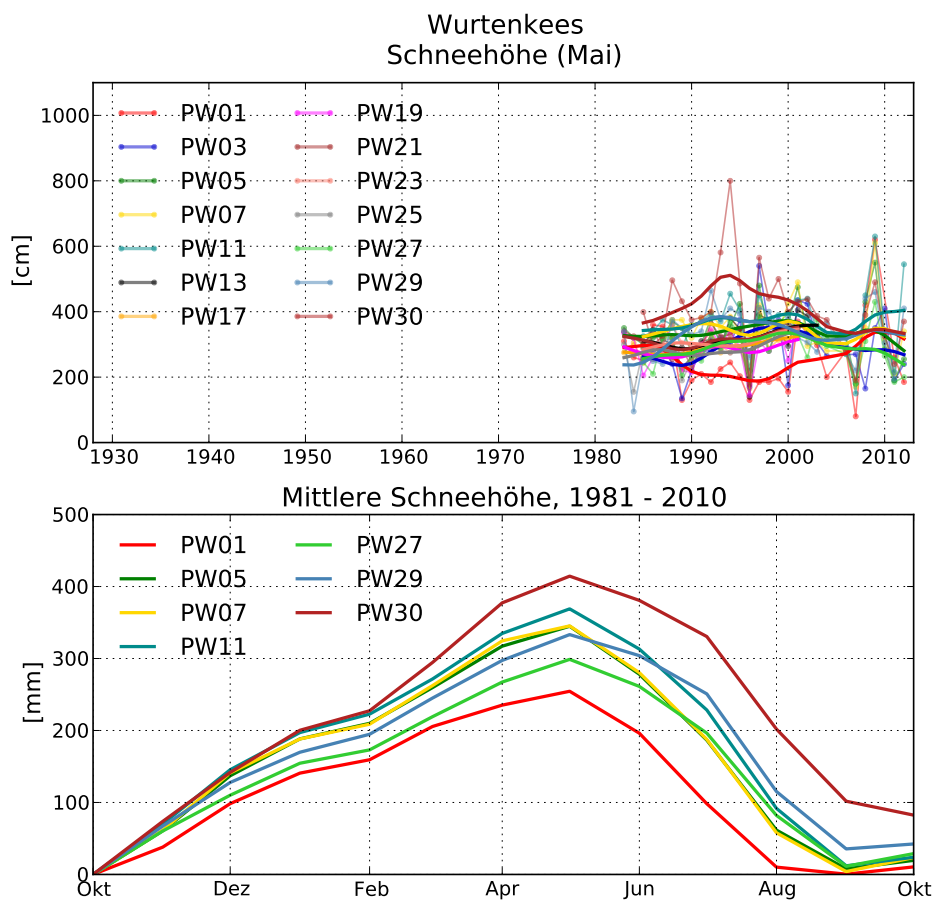 Wurtenkees
Schneehöhe (Mai)
[cm]
1000
800
600
400
200
0
PW01 PW19
PW03 PW21
PW05 PW23
PW07 PW25
PW11 PW27
PW13 PW29
PW17 PW30
1930 1940 1950 1960 1970 1980 1990 2000 2010
Mittlere Schneehöhe, 1981 - 2010
[mm]
500
400
300
200
100
0
PW01 PW27
PW05 PW29
PW07 PW30
PW11
Okt Dez Feb Apr Jun Aug Okt